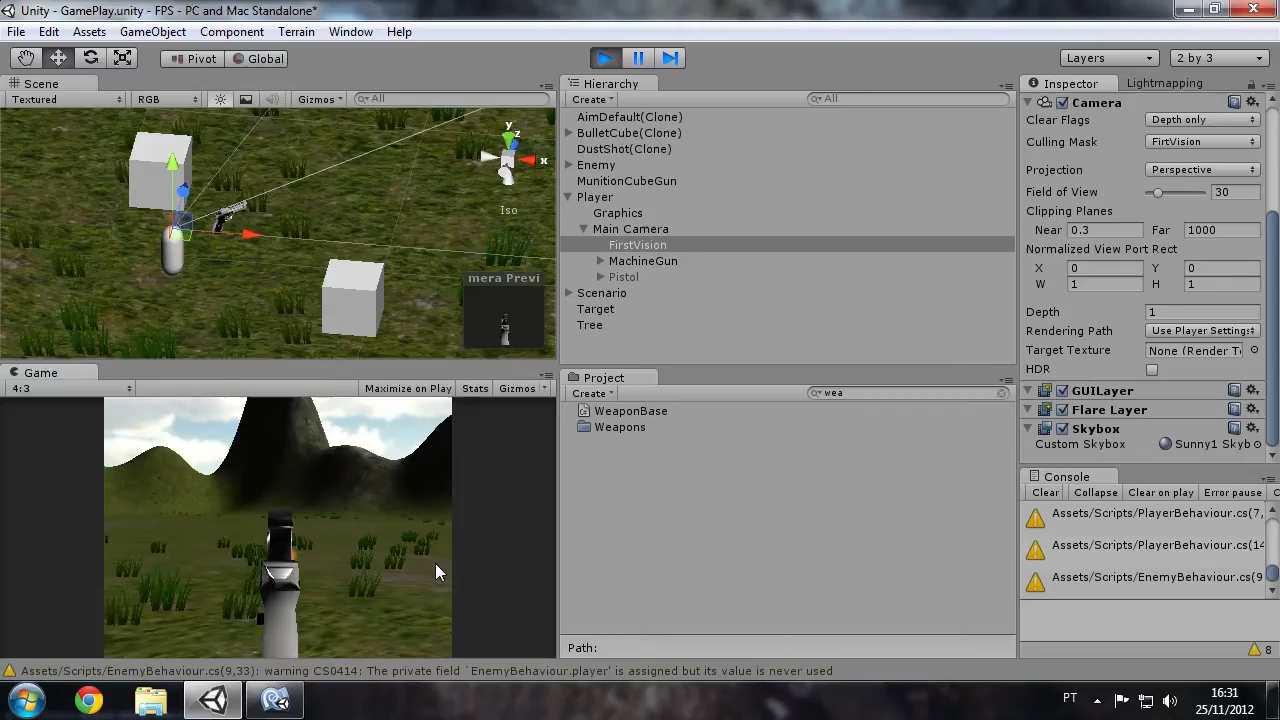 Unity - GamePlay.unity - FPS - PC and Mac Standalone*
File Edit Assets GameObject Component Terrain Window Help
Pivot Global Layers 2 by 3
Scene
Textured RGB Gizmos All
y
z
x
Iso
mera Previ
Game
4:3 Maximize on Play Stats Gizmos
Hierarchy
Create All
AimDefault(Clone)
BulletCube(Clone)
DustShot(Clone)
Enemy
MunitionCubeGun
Player
Graphics
Main Camera
FirstVision
MachineGun
Pistol
Scenario
Target
Tree
Project
Create wea
WeaponBase
Weapons
Path:
Inspector Lightmapping
Camera
Clear Flags Depth only
Culling Mask FirtVision
Projection Perspective
Field of View 30
Clipping Planes
Near 0.3 Far 1000
Normalized View Port Rect
X 0 Y 0
W 1 H 1
Depth 1
Rendering Path Use Player Settings
Target Texture None (Render T
HDR
GUILayer
Flare Layer
Skybox
Custom Skybox Sunny1 Skyb
Console
Clear Collapse Clear on play Error pause C
Assets/Scripts/PlayerBehaviour.cs(7,
Assets/Scripts/PlayerBehaviour.cs(14
Assets/Scripts/EnemyBehaviour.cs(9
8
Assets/Scripts/EnemyBehaviour.cs(9,33): warning CS0414: The private field `EnemyBehaviour.player' is assigned but its value is never used
PT
16:31
25/11/2012